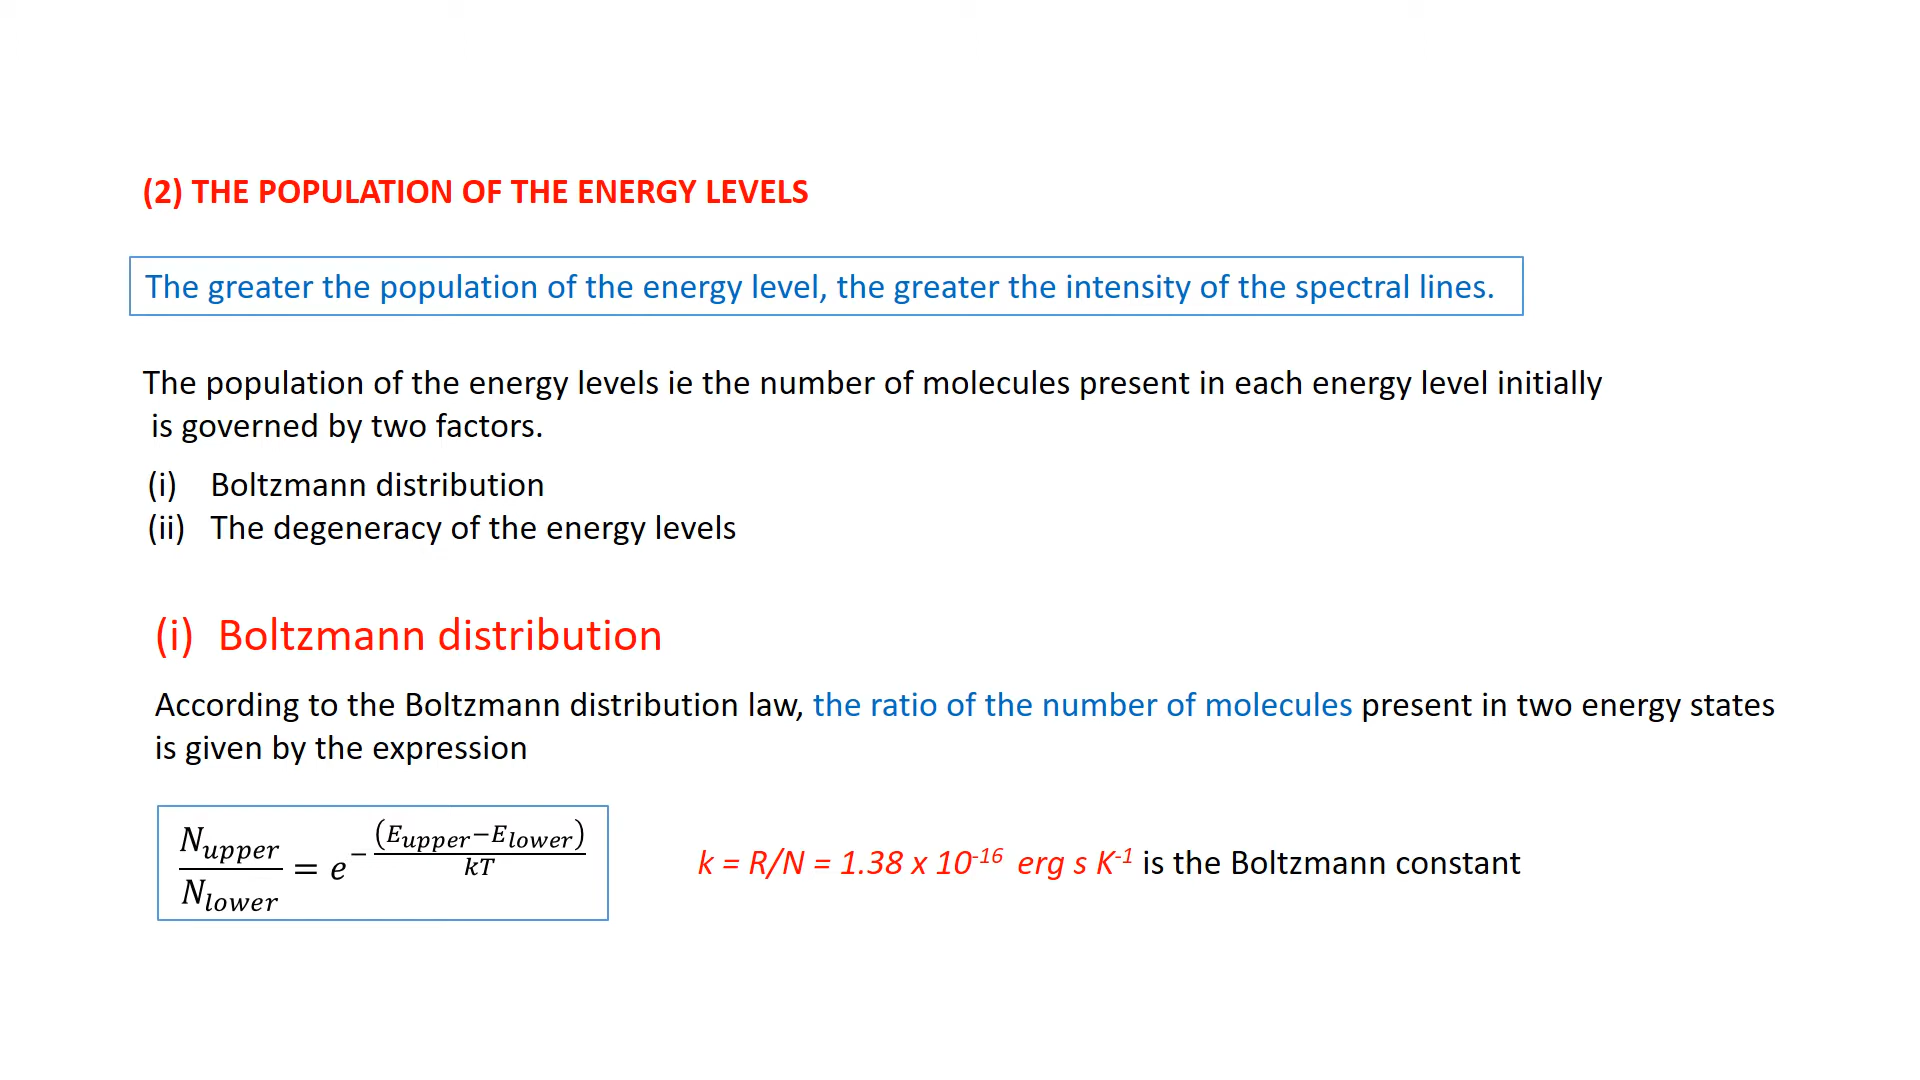 (2) THE POPULATION OF THE ENERGY LEVELS
The greater the population of the energy level, the greater the intensity of the spectral lines.
The population of the energy levels ie the number of molecules present in each energy level initially
is governed by two factors.
(i) Boltzmann distribution
(ii) The degeneracy of the energy levels
(i) Boltzmann distribution
According to the Boltzmann distribution law, the ratio of the number of molecules present in two energy states
is given by the expression
N_upper / N_lower = e^{-(E_upper - E_lower)/kT}
k = R/N = 1.38 x 10^{-16} erg s K^{-1} is the Boltzmann constant